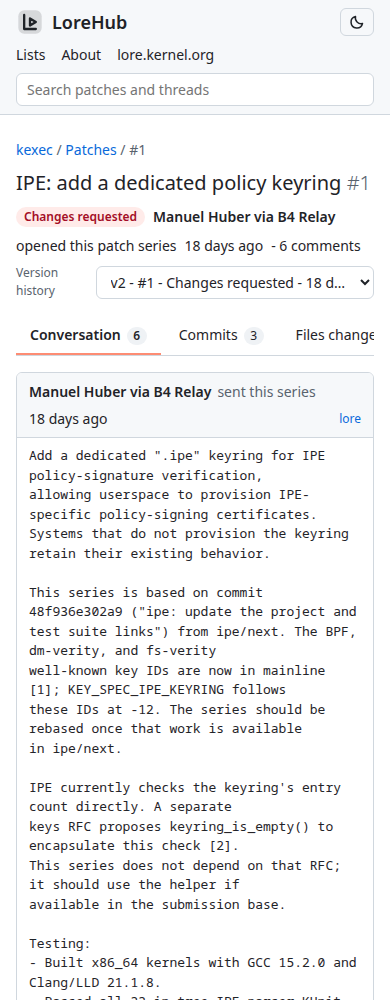 LoreHub
Lists About lore.kernel.org
Search patches and threads
kexec / Patches / #1
IPE: add a dedicated policy keyring #1
Changes requested Manuel Huber via B4 Relay
opened this patch series 18 days ago - 6 comments
Version
history
v2 - #1 - Changes requested - 18 d...
Conversation 6 Commits 3 Files change
Manuel Huber via B4 Relay sent this series
18 days ago lore
Add a dedicated ".ipe" keyring for IPE
policy-signature verification,
allowing userspace to provision IPE-
specific policy-signing certificates.
Systems that do not provision the keyring
retain their existing behavior.
This series is based on commit
48f936e302a9 ("ipe: update the project and
test suite links") from ipe/next. The BPF,
dm-verity, and fs-verity
well-known key IDs are now in mainline
[1]; KEY_SPEC_IPE_KEYRING follows
these IDs at -12. The series should be
rebased once that work is available
in ipe/next.
IPE currently checks the keyring's entry
count directly. A separate
keys RFC proposes keyring_is_empty() to
encapsulate this check [2].
This series does not depend on that RFC;
it should use the helper if
available in the submission base.
Testing:
- Built x86_64 kernels with GCC 15.2.0 and
Clang/LLD 21.1.8.
- Passed all 22 in-tree IPE parser KUnit